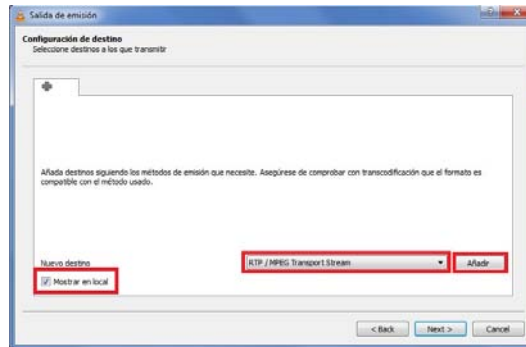 Salida de emisión
Configuración de destino
Seleccione destinos a los que transmitir
Añada destinos siguiendo los métodos de emisión que necesite. Asegúrese de comprobar con transcodificación que el formato es
compatible con el método usado.
Nuevo destino
RTP / MPEG Transport Stream
Añadir
Mostrar en local
< Back
Next >
Cancel